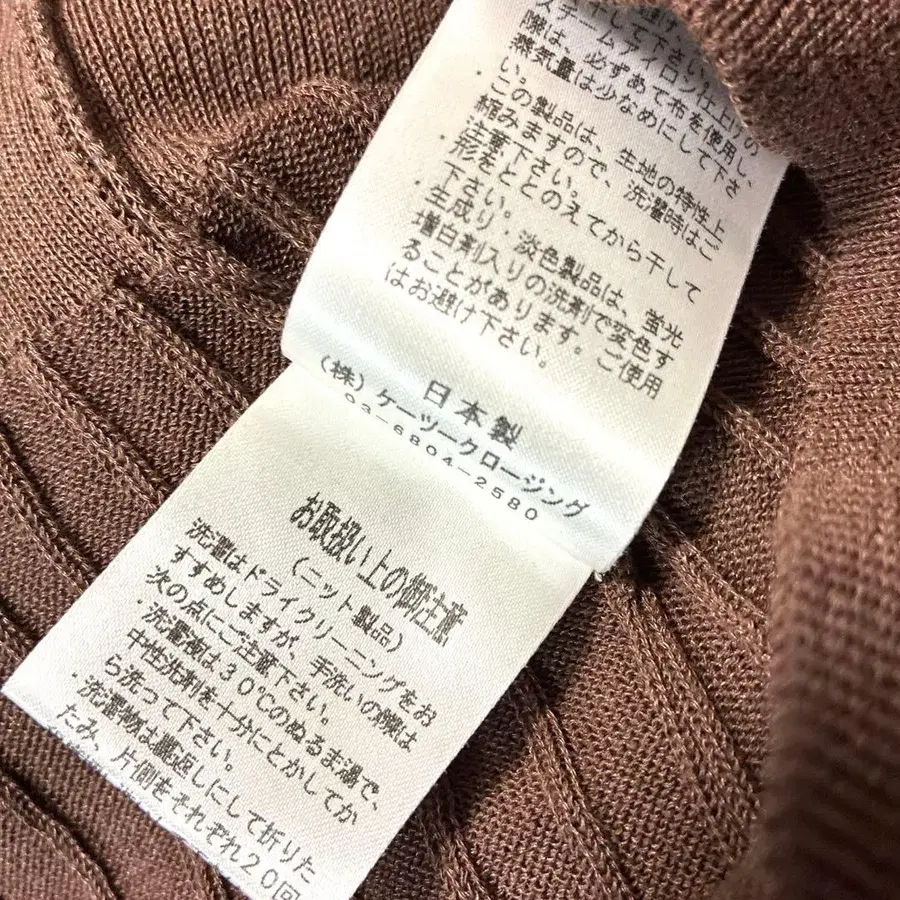 干して下さい。
スチームアイロン仕上げの
際は、必ずあて布を使用し、
蒸気量は少なめにして下さ
い。
・この製品は、生地の特性上
縮みますので、洗濯時はご
注意下さい。
形をととのえてから干して
下さい。
・生成り・淡色製品は、蛍光
増白剤入りの洗剤で変色す
ることがあります。ご使用
はお避け下さい。
日本製
(株)ケーツークロージング
03-6804-2580
お取扱い上の御注意
(ニット製品)
洗濯はドライクリーニングをお
すすめしますが、手洗いの際は
次の点にご注意下さい。
・洗濯液は30℃のぬるま湯で、
中性洗剤を十分にとかしてか
ら洗って下さい。
・洗濯物は裏返しにして折りた
たみ、片側をそれぞれ20回